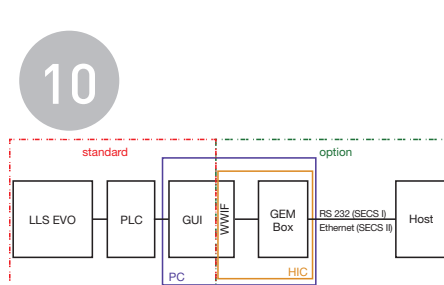 10
standard
option
LLS EVO
PLC
GUI
WWIF
GEM
Box
RS 232 (SECS I)
Ethernet (SECS II)
Host
PC
HIC